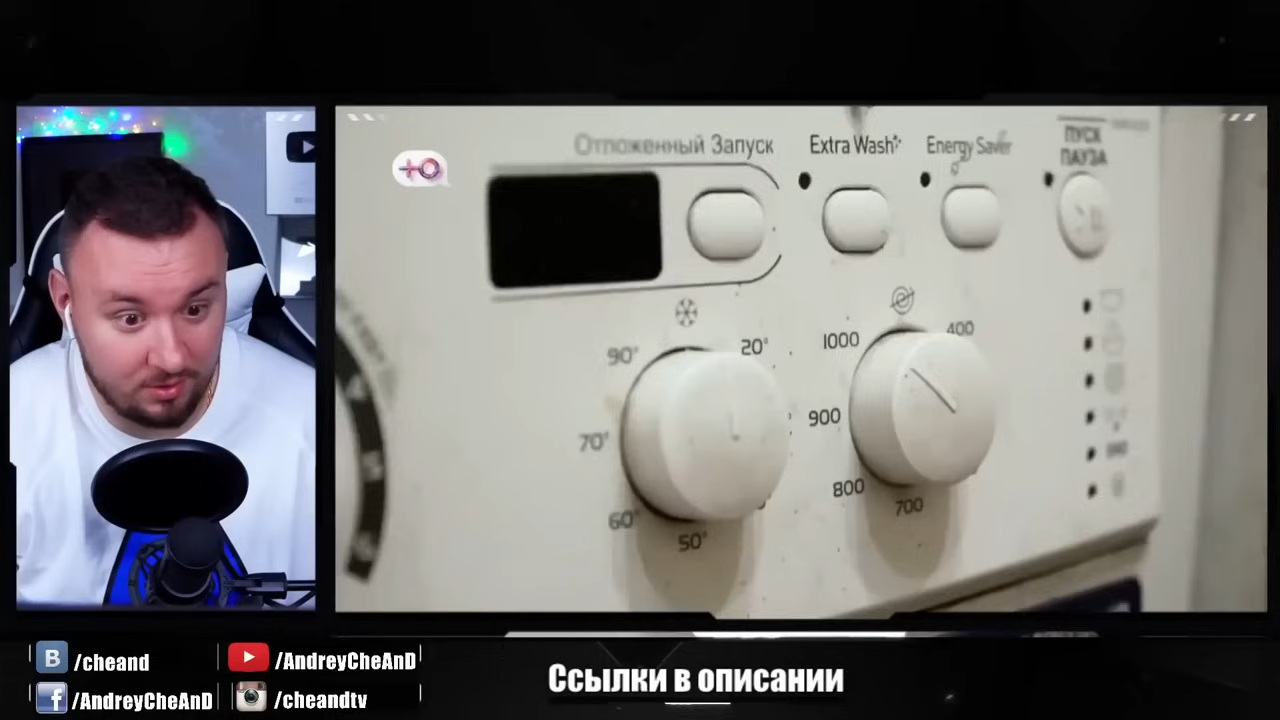 Отложенный Запуск
Extra Wash
Energy Saver
ПУСК
ПАУЗА
+Ю
90°
20°
70°
60°
50°
1000
400
900
800
700
B /cheand
/AndreyCheAnD
f /AndreyCheAnD
/cheandtv
Ссылки в описании